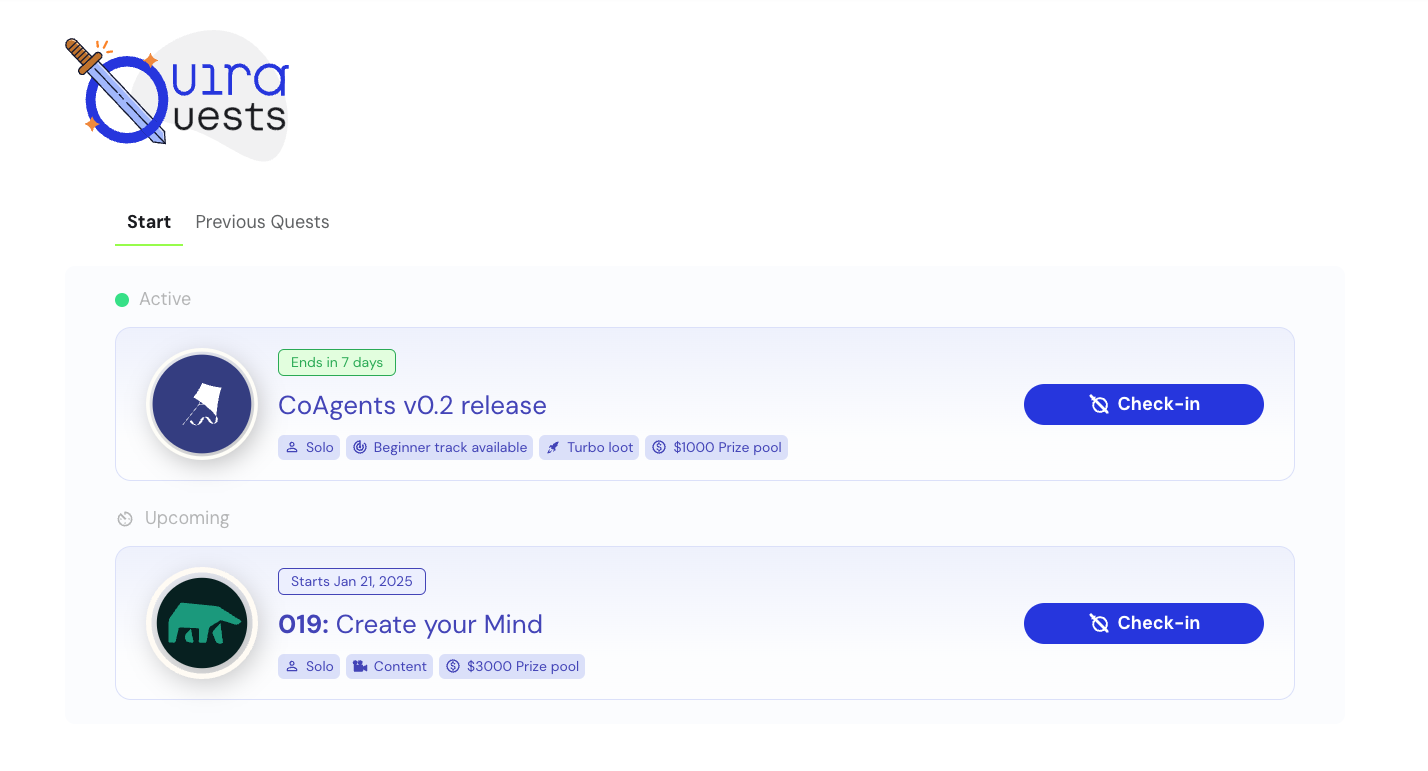 Quira
Quests
Start Previous Quests
Active
Ends in 7 days
CoAgents v0.2 release
Check-in
Solo Beginner track available Turbo loot $1000 Prize pool
Upcoming
Starts Jan 21, 2025
019: Create your Mind
Check-in
Solo Content $3000 Prize pool